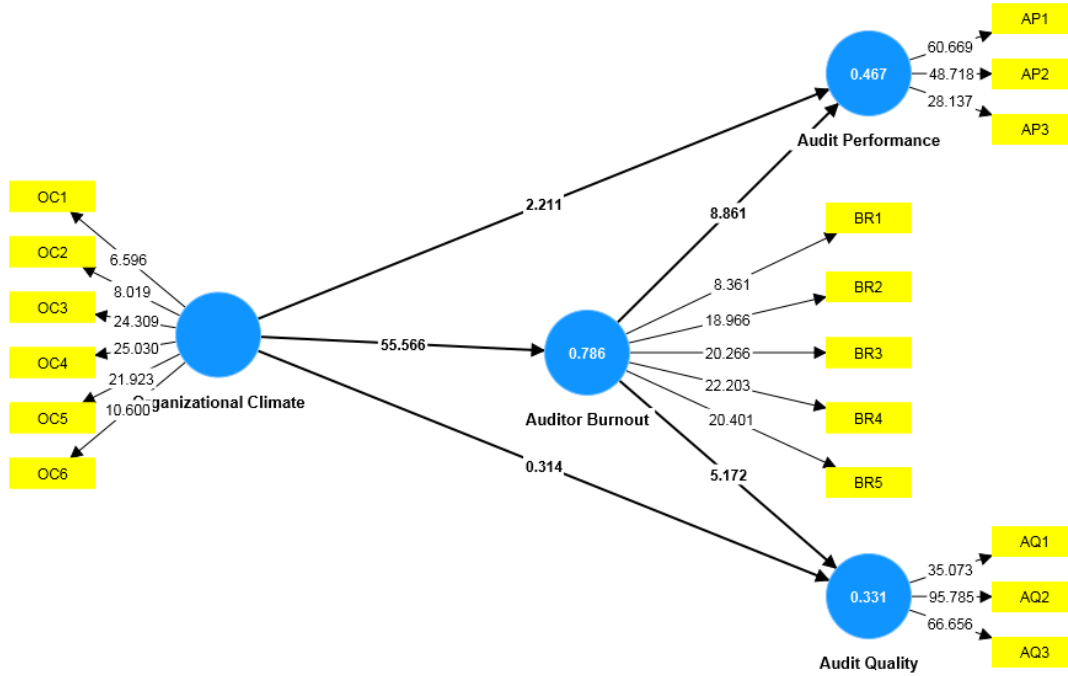 AP1
60.669
0.467
48.718
AP2
28.137
AP3
Audit Performance
OC1
2.211
8.861
BR1
OC2
6.596
8.361
8.019
BR2
OC3
24.309
18.966
25.030
55.566
0.786
20.266
BR3
OC4
21.923
22.203
Organizational Climate
10.600
OC5
Auditor Burnout
20.401
BR4
OC6
0.314
5.172
BR5
AQ1
35.073
0.331
95.785
AQ2
66.656
AQ3
Audit Quality